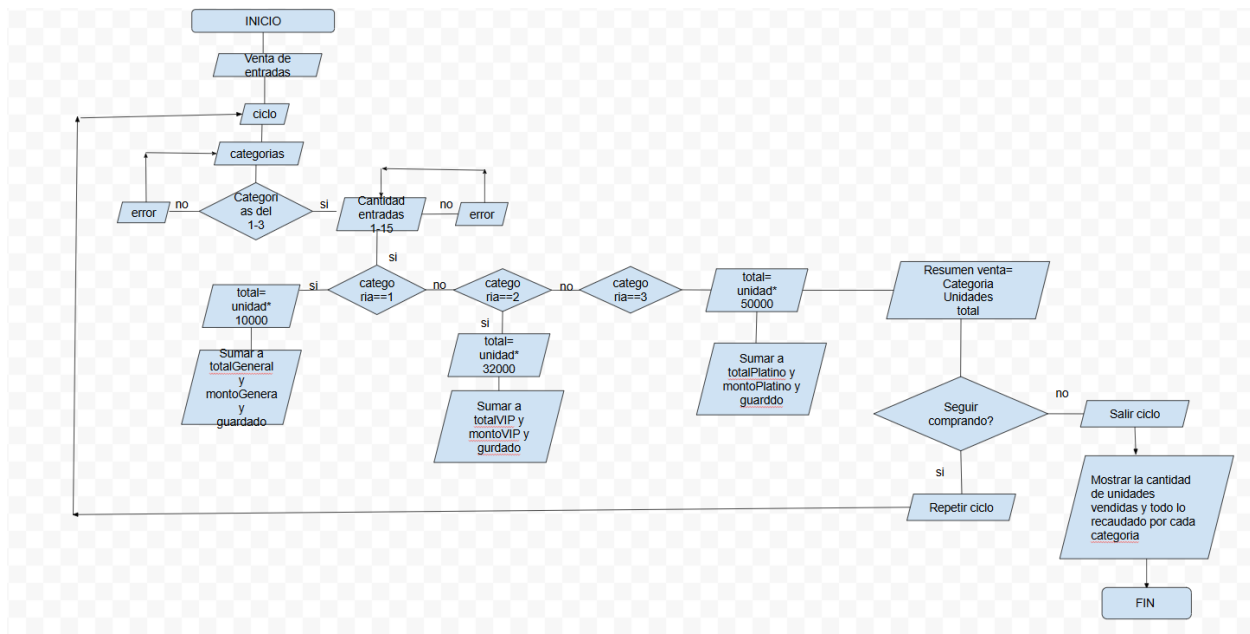 INICIO
Venta de
entradas
ciclo
categorias
Categori
as del
1-3
no
error
si
Cantidad
entradas
1-15
no
error
si
catego
ria==1
si
total=
unidad*
10000
Sumar a
totalGeneral
y
montoGenera
y
guardado
no
catego
ria==2
si
total=
unidad*
32000
Sumar a
totalVIP y
montoVIP y
gurdado
no
catego
ria==3
total=
unidad*
50000
Sumar a
totalPlatino y
montoPlatino y
guarddo
Resumen venta=
Categoria
Unidades
total
Seguir
comprando?
si
Repetir ciclo
no
Salir ciclo
Mostrar la cantidad
de unidades
vendidas y todo lo
recaudado por cada
categoria
FIN